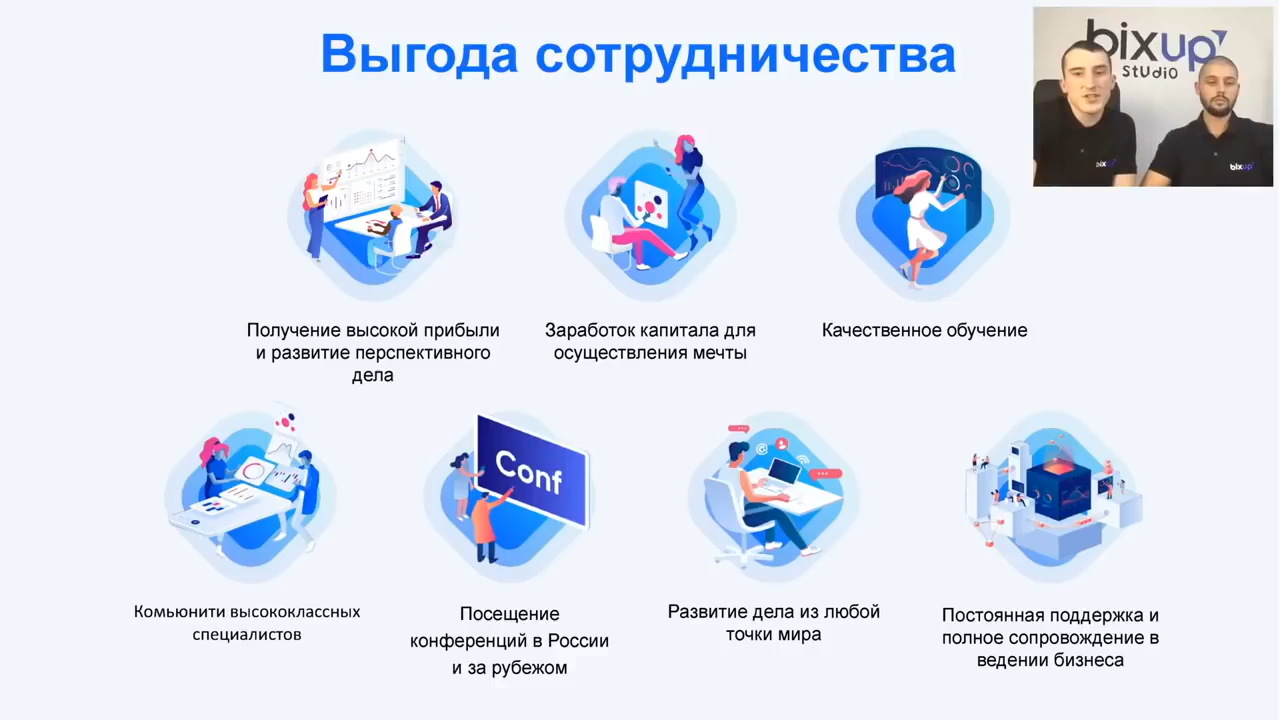 Выгода сотрудничества
bixup
studio
bixup
bixup
Получение высокой прибыли
и развитие перспективного
дела
Заработок капитала для
осуществления мечты
Качественное обучение
Conf
Комьюнити высококлассных
специалистов
Посещение
конференций в России
и за рубежом
Развитие дела из любой
точки мира
Постоянная поддержка и
полное сопровождение в
ведении бизнеса